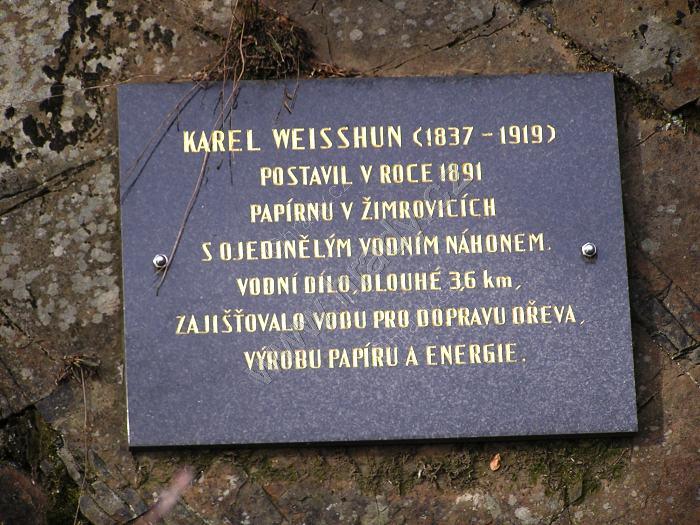 KAREL WEISSHUN (1837 - 1919)
POSTAVIL V ROCE 1891
PAPÍRNU V ŽIMROVICÍCH
S OJEDINĚLÝM VODNÍM NÁHONEM.
VODNÍ DÍLO, DLOUHÉ 3,6 km,
ZAJIŠŤOVALO VODU PRO DOPRAVU DŘEVA,
VÝROBU PAPÍRU A ENERGIE.